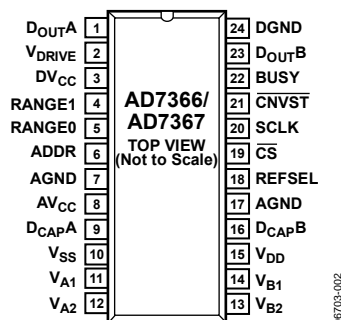 DOUTA 1 24 DGND
VDRIVE 2 23 DOUTB
DVCC 3 22 BUSY
RANGE1 4 AD7366/ 21 CNVST
RANGE0 5 AD7367 20 SCLK
ADDR 6 TOP VIEW 19 CS
(Not to Scale)
AGND 7 18 REFSEL
AVCC 8 17 AGND
DCAPA 9 16 DCAPB
VSS 10 15 VDD
VA1 11 14 VB1
VA2 12 13 VB2
06703-002